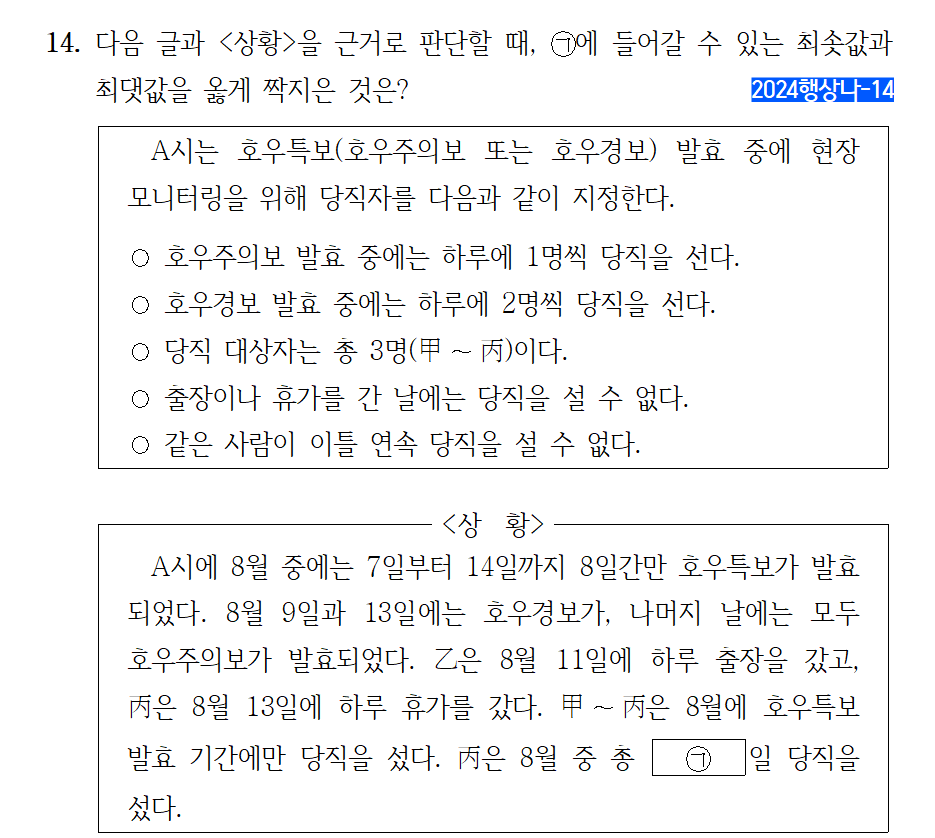 14. 다음 글과 <상황>을 근거로 판단할 때, ㉠에 들어갈 수 있는 최솟값과
최댓값을 옳게 짝지은 것은?
2024행상나-14
A시는 호우특보(호우주의보 또는 호우경보) 발효 중에 현장
모니터링을 위해 당직자를 다음과 같이 지정한다.
○ 호우주의보 발효 중에는 하루에 1명씩 당직을 선다.
○ 호우경보 발효 중에는 하루에 2명씩 당직을 선다.
○ 당직 대상자는 총 3명(甲 ~ 丙)이다.
○ 출장이나 휴가를 간 날에는 당직을 설 수 없다.
○ 같은 사람이 이틀 연속 당직을 설 수 없다.
<상 황>
A시에 8월 중에는 7일부터 14일까지 8일간만 호우특보가 발효
되었다. 8월 9일과 13일에는 호우경보가, 나머지 날에는 모두
호우주의보가 발효되었다. 乙은 8월 11일에 하루 출장을 갔고,
丙은 8월 13일에 하루 휴가를 갔다. 甲 ~ 丙은 8월에 호우특보
발효 기간에만 당직을 섰다. 丙은 8월 중 총 ㉠일 당직을
섰다.